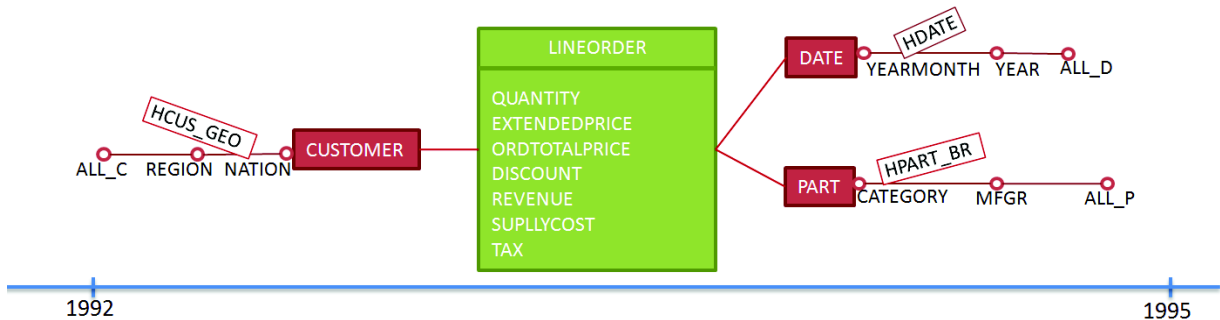 LINEORDER
QUANTITY
EXTENDEDPRICE
ORDTOTALPRICE
DISCOUNT
REVENUE
SUPLLYCOST
TAX
HCUS_GEO
CUSTOMER
ALL_C REGION NATION
HDATE
DATE
YEARMONTH YEAR ALL_D
HPART_BR
PART
CATEGORY MFGR ALL_P
1992 1995